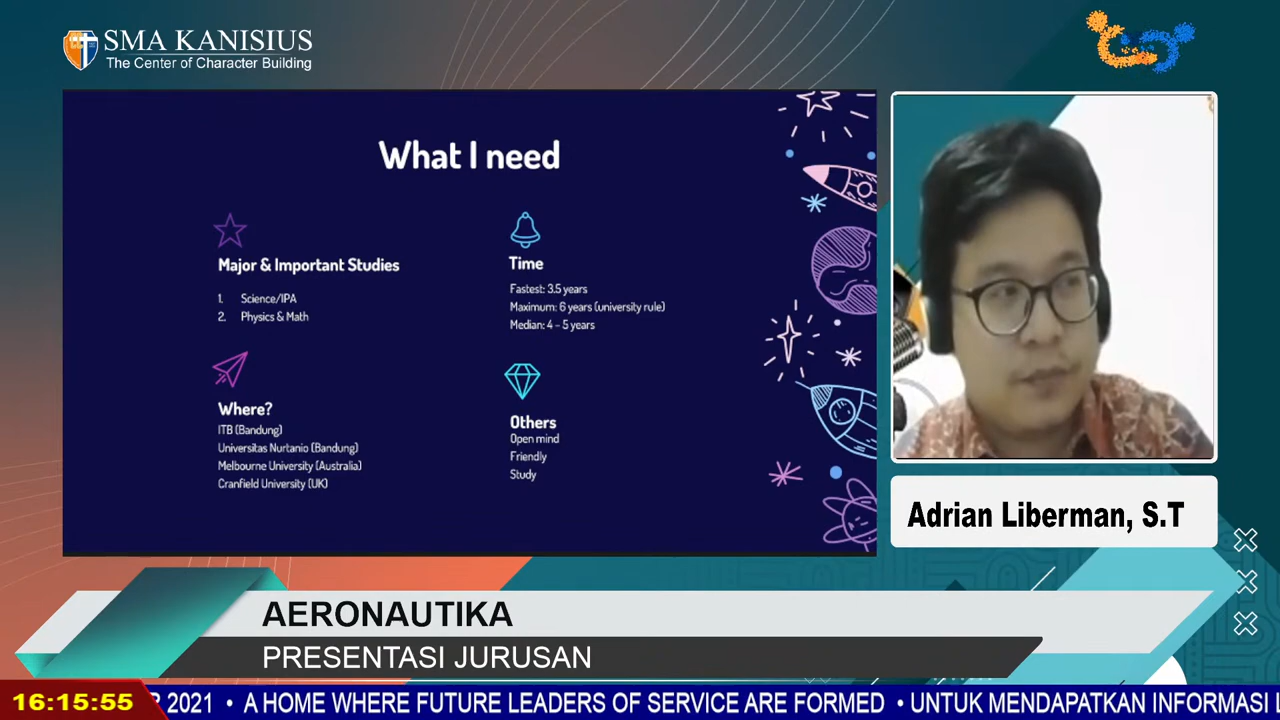 SMA KANISIUS
The Center of Character Building
What I need
Major & Important Studies
1. Science/IPA
2. Physics & Math
Time
Fastest: 3.5 years
Maximum: 6 years (university rule)
Median: 4 – 5 years
Where?
ITB (Bandung)
Universitas Nurtanio (Bandung)
Melbourne University (Australia)
Cranfield University (UK)
Others
Open mind
Friendly
Study
Adrian Liberman, S.T
AERONAUTIKA
PRESENTASI JURUSAN
16:15:55 R 2021 • A HOME WHERE FUTURE LEADERS OF SERVICE ARE FORMED • UNTUK MENDAPATKAN INFORMASI L